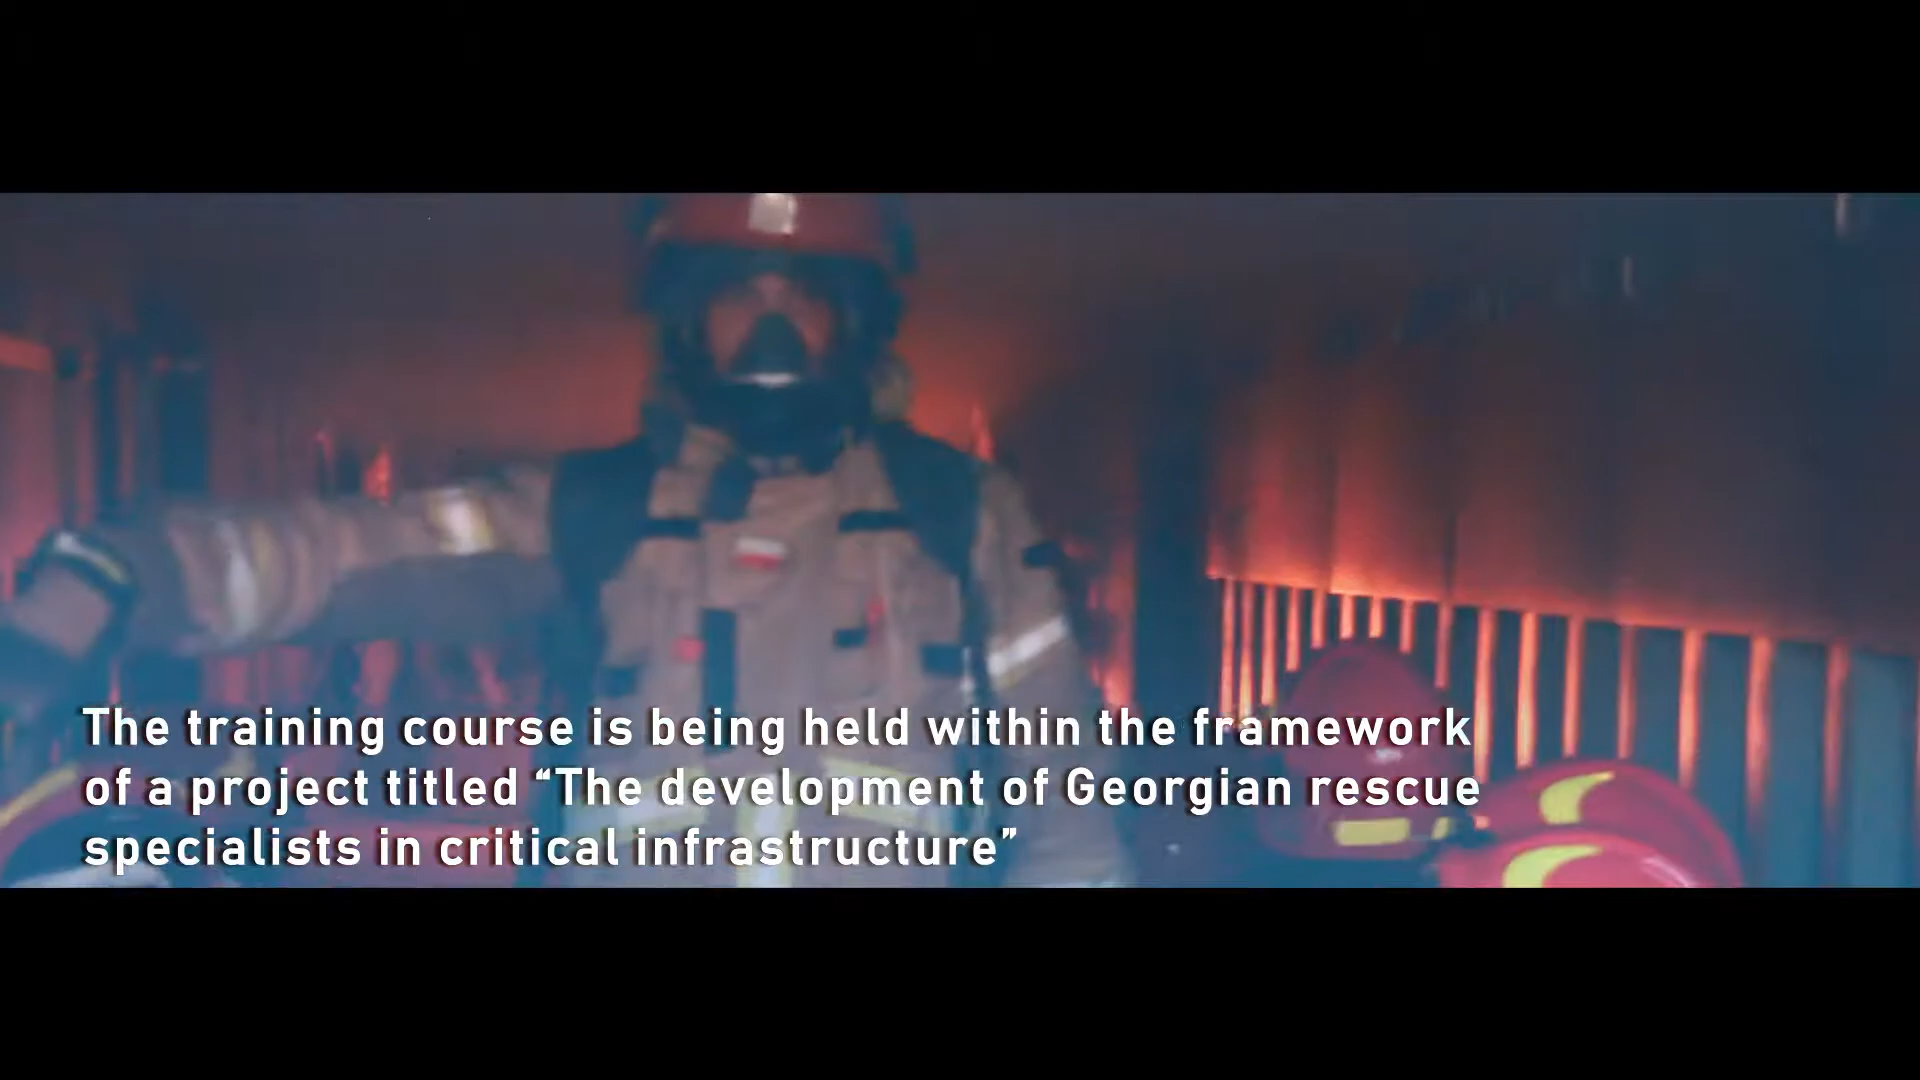 The training course is being held within the framework
of a project titled “The development of Georgian rescue
specialists in critical infrastructure”